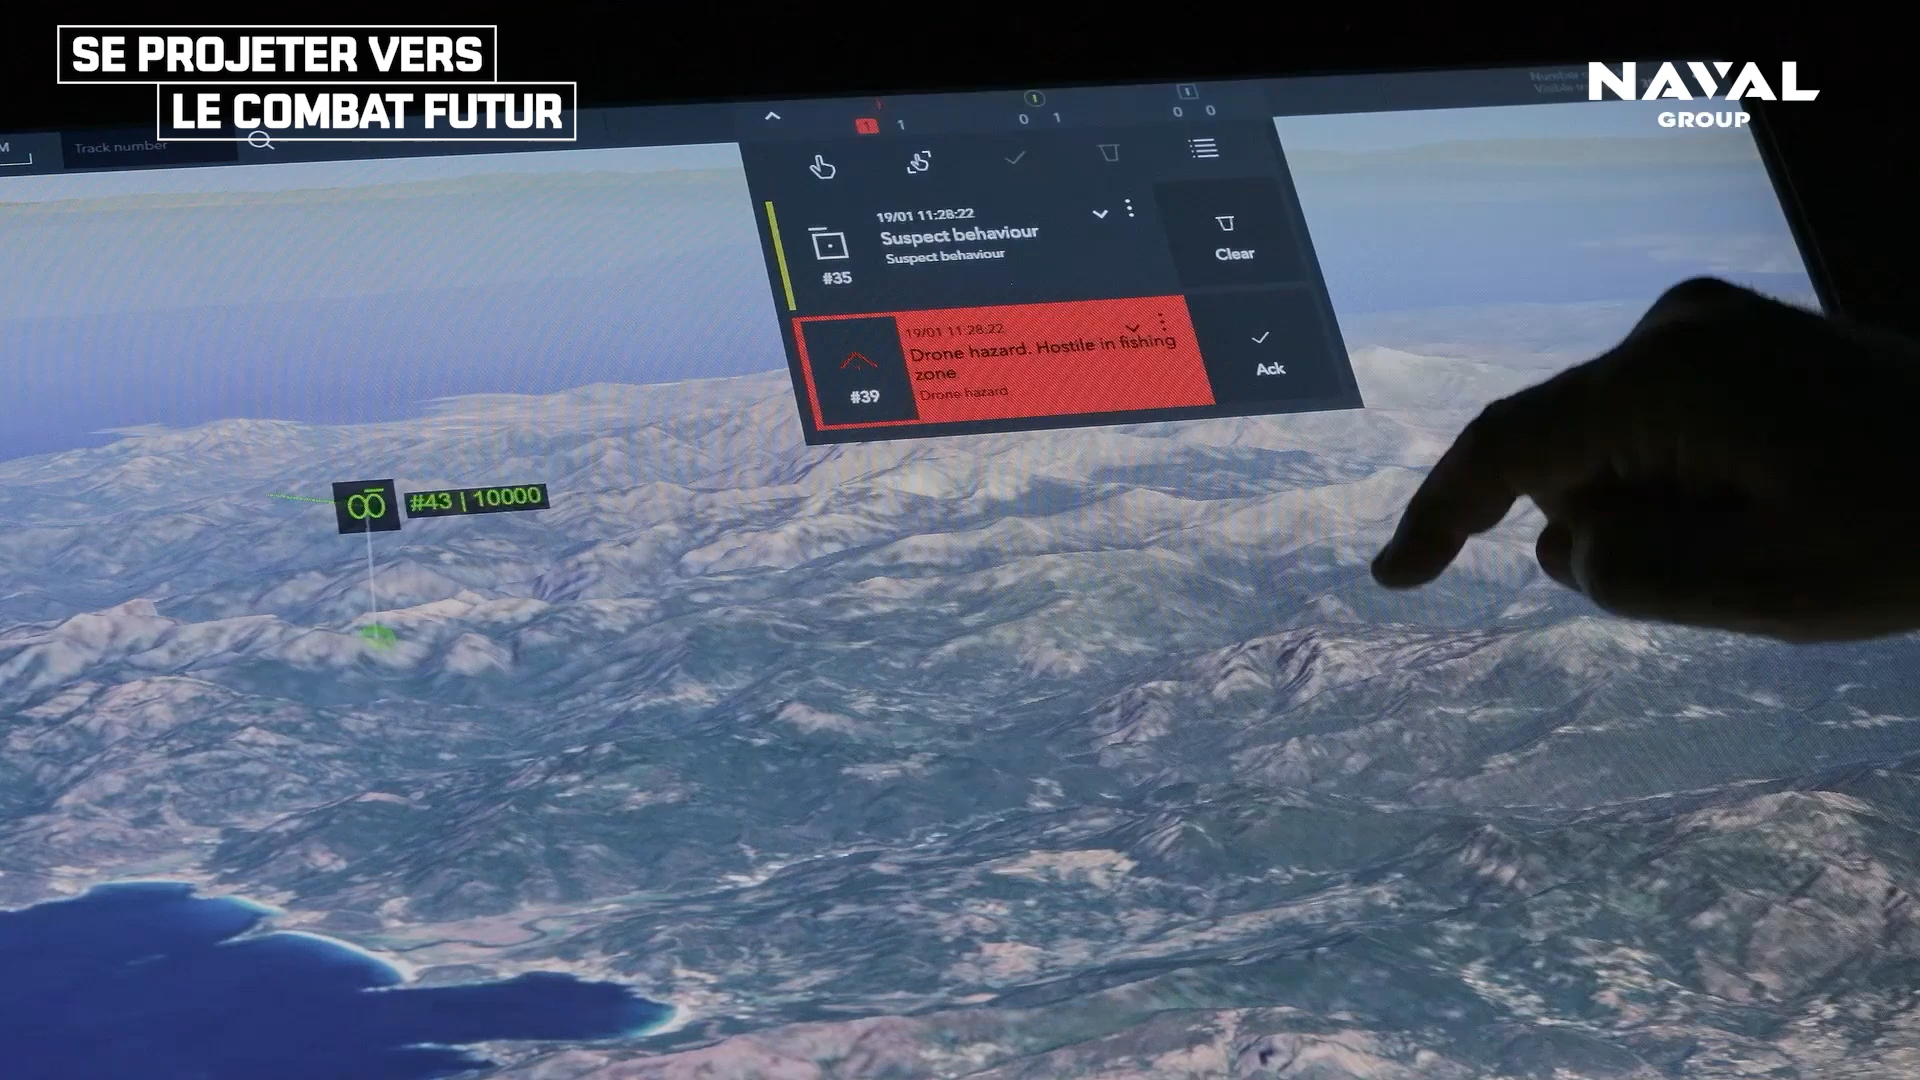 SE PROJETER VERS
LE COMBAT FUTUR
NAVAL
GROUP
M
Track number
1 1
0 1
0 0
19/01 11:28:22
Suspect behaviour
Suspect behaviour
#35
Clear
19/01 11:28:22
Drone hazard. Hostile in fishing
zone
Drone hazard
#39
Ack
#43 | 10000